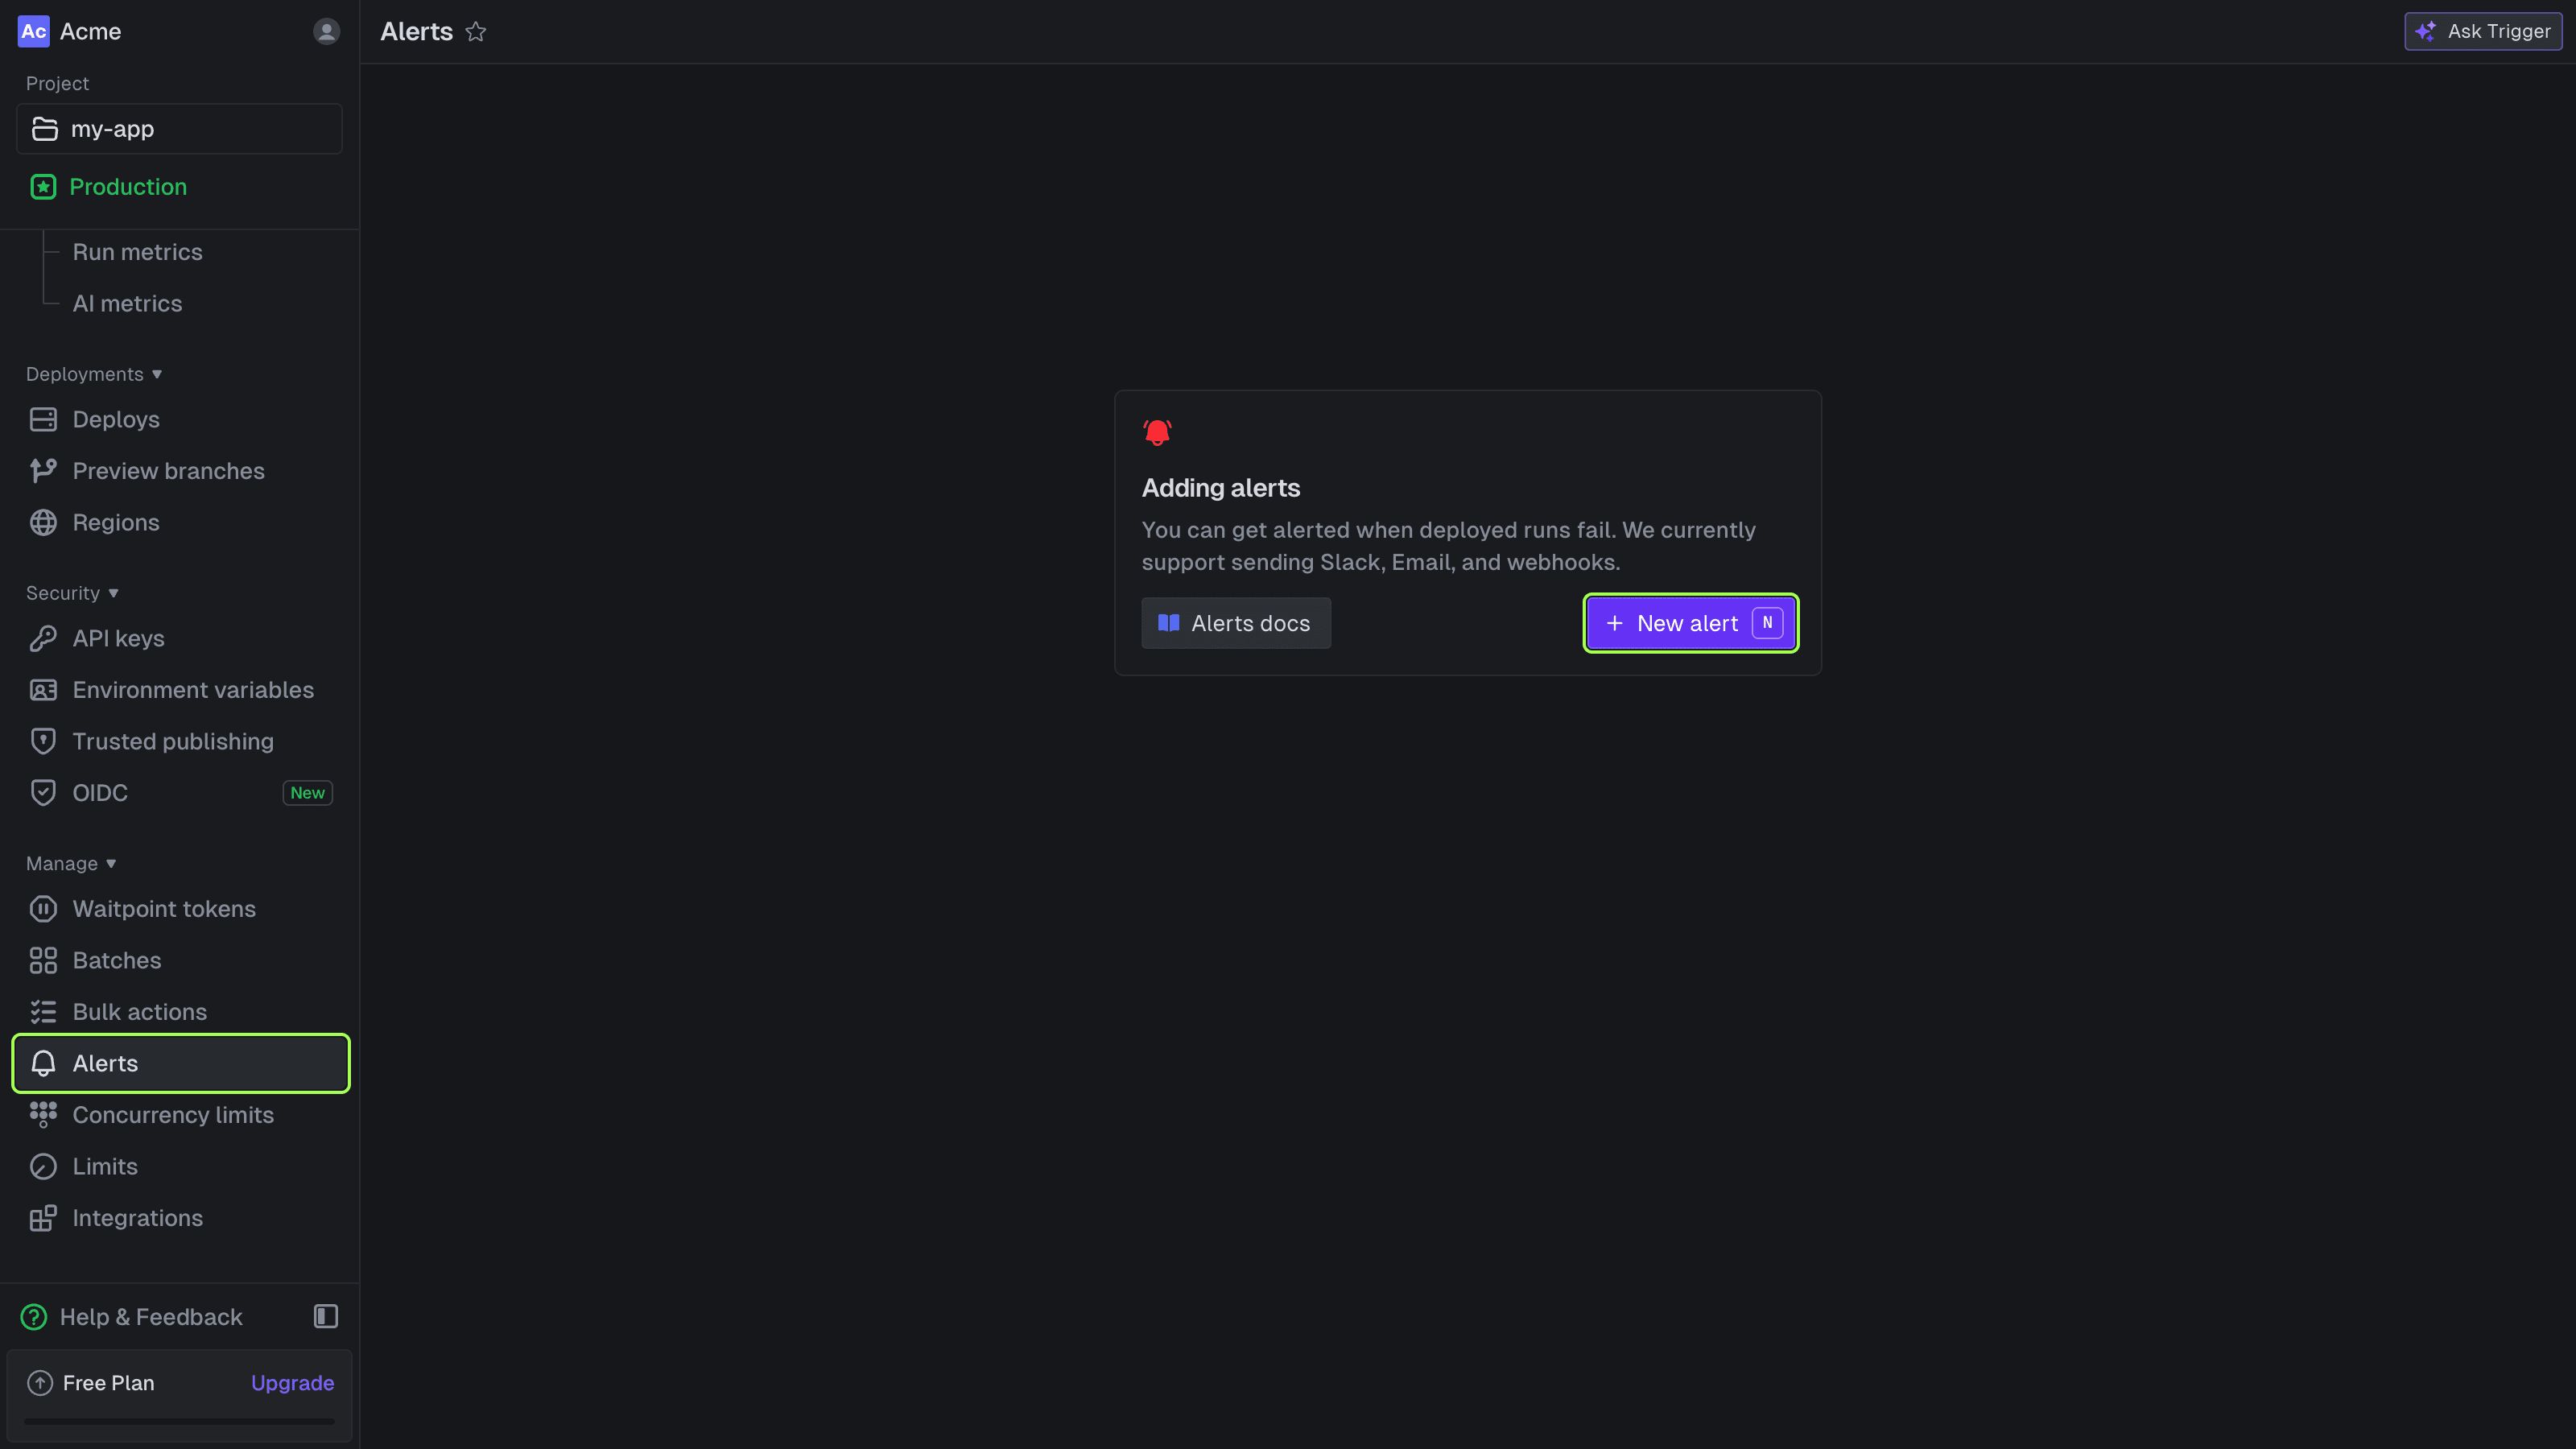 Ac Acme
Project
my-app
Production
Run metrics
AI metrics
Deployments
Deploys
Preview branches
Regions
Security
API keys
Environment variables
Trusted publishing
OIDC New
Manage
Waitpoint tokens
Batches
Bulk actions
Alerts
Concurrency limits
Limits
Integrations
Help & Feedback
Free Plan Upgrade
Alerts
Ask Trigger
Adding alerts
You can get alerted when deployed runs fail. We currently
support sending Slack, Email, and webhooks.
Alerts docs
New alert N